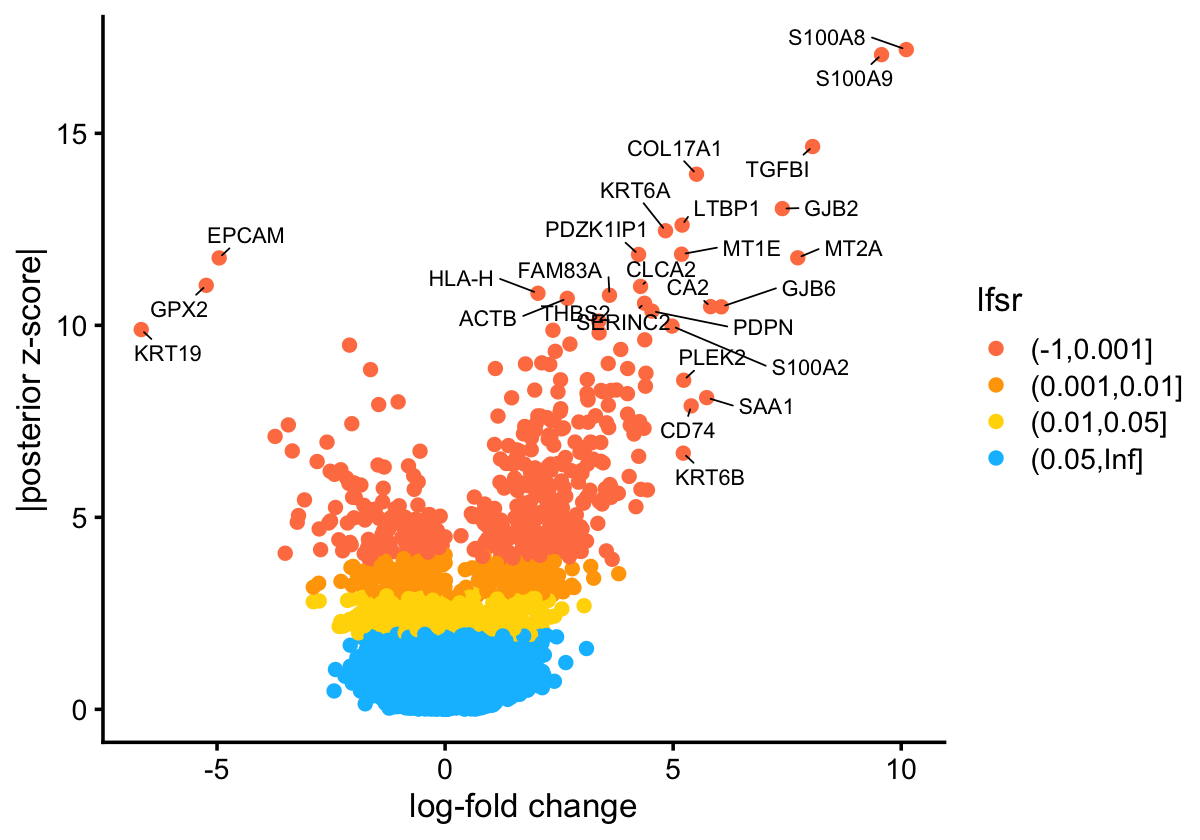 S100A8
S100A9
15
COL17A1
TGFBI
KRT6A
LTBP1
GJB2
EPCAM
PDZK1IP1
MT1E
MT2A
HLA-H
FAM83A
CLCA2
CA2
GJB6
GPX2
ACTB
THBS2
SERINC2
PDPN
10
KRT19
PLEK2
S100A2
SAA1
CD74
KRT6B
5
0
-5
0
5
10
log-fold change
|posterior z-score|
lfsr
(-1,0.001]
(0.001,0.01]
(0.01,0.05]
(0.05,Inf]